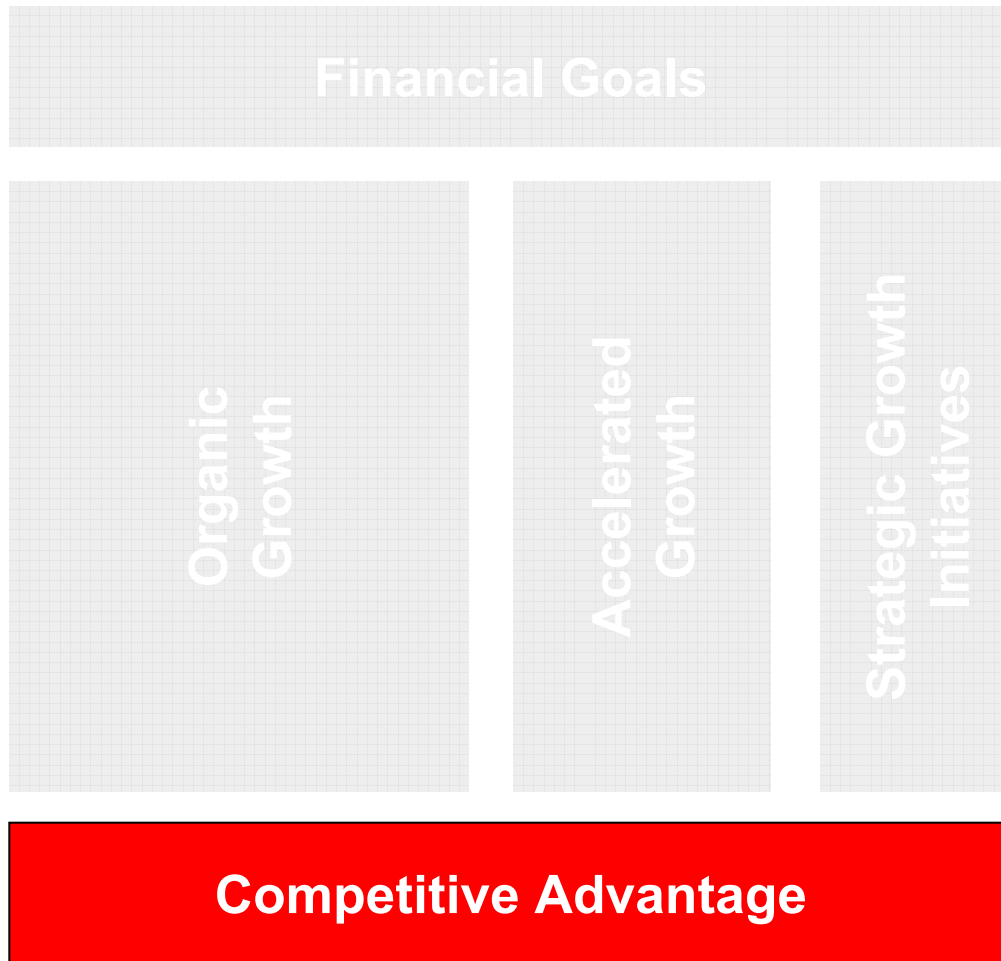 Financial Goals
Organic
Growth
Accelerated
Growth
Strategic Growth
Initiatives
Competitive Advantage